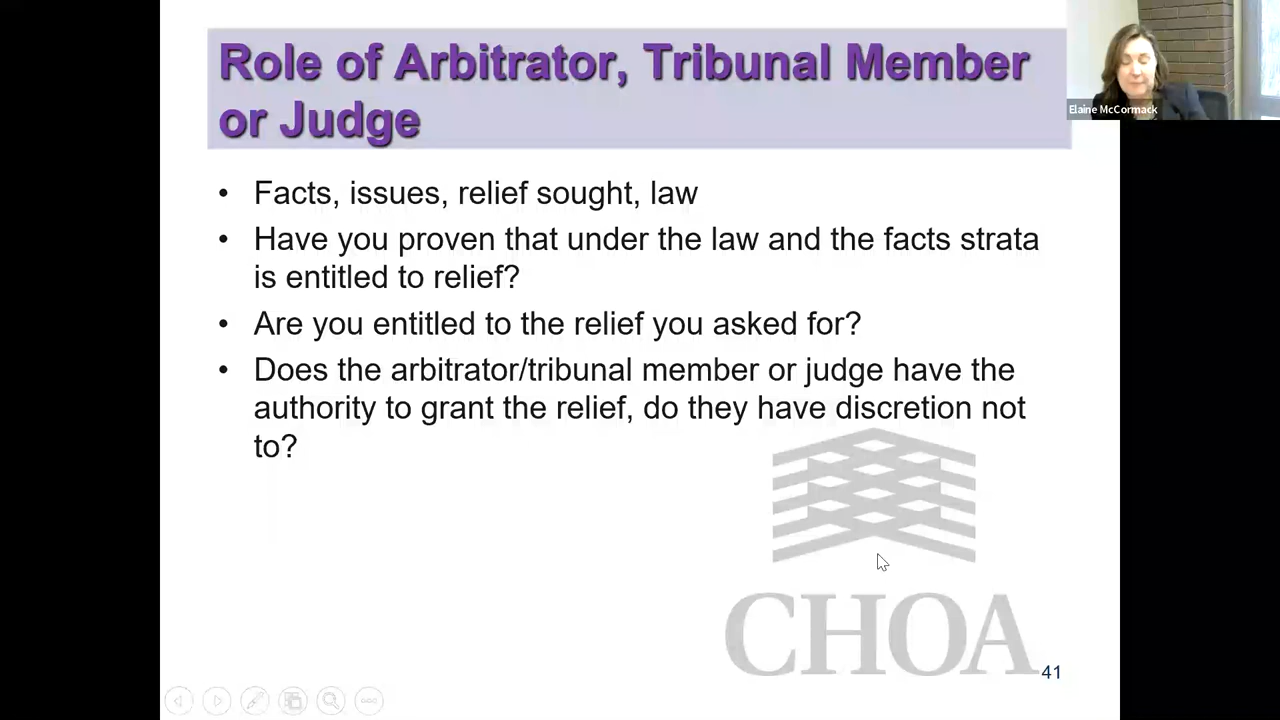 Role of Arbitrator, Tribunal Member
or Judge
Elaine McCormack
• Facts, issues, relief sought, law
• Have you proven that under the law and the facts strata
is entitled to relief?
• Are you entitled to the relief you asked for?
• Does the arbitrator/tribunal member or judge have the
authority to grant the relief, do they have discretion not
to?
CHOA
41